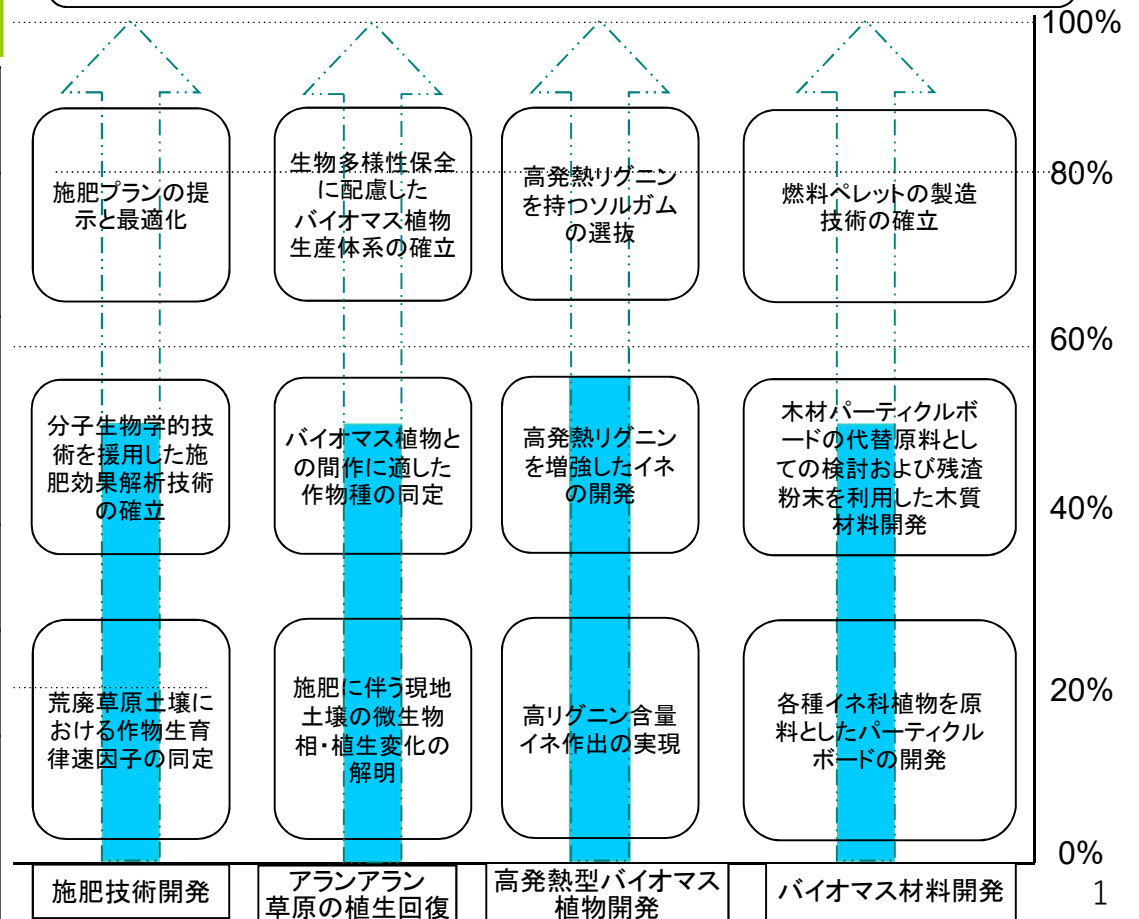 100%
施肥プランの提
示と最適化
生物多様性保全
に配慮した
バイオマス植物
生産体系の確立
高発熱リグニン
を持つソルガム
の選抜
燃料ペレットの製造
技術の確立
80%
60%
分子生物学的技
術を援用した施
肥効果解析技術
の確立
バイオマス植物と
の間作に適した
作物種の同定
高発熱リグニン
を増強したイネ
の開発
木材パーティクルボ
ードの代替原料とし
ての検討および残渣
粉末を利用した木質
材料開発
40%
荒廃草原土壌に
おける作物生育
律速因子の同定
施肥に伴う現地
土壌の微生物
相・植生変化の
解明
高リグニン含量
イネ作出の実現
各種イネ科植物を原
料としたパーティクル
ボードの開発
20%
0%
施肥技術開発
アランアラン
草原の植生回復
高発熱型バイオマス
植物開発
バイオマス材料開発
1